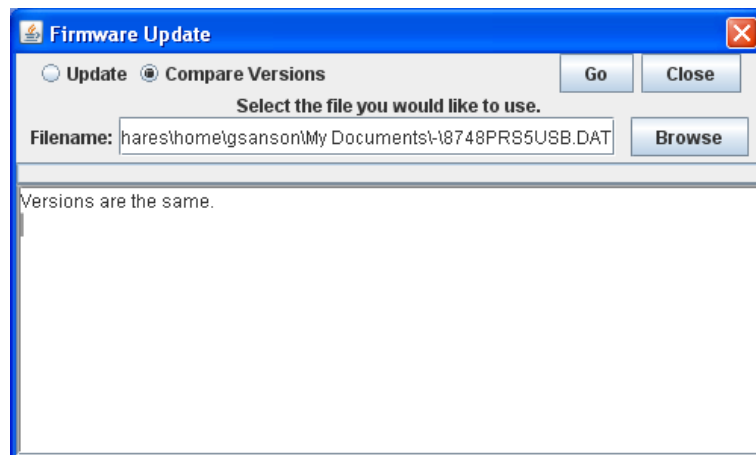 Firmware Update
Update Compare Versions Go Close
Select the file you would like to use.
Filename: hares\home\gsanson\My Documents\-\8748PRS5USB.DAT Browse
Versions are the same.